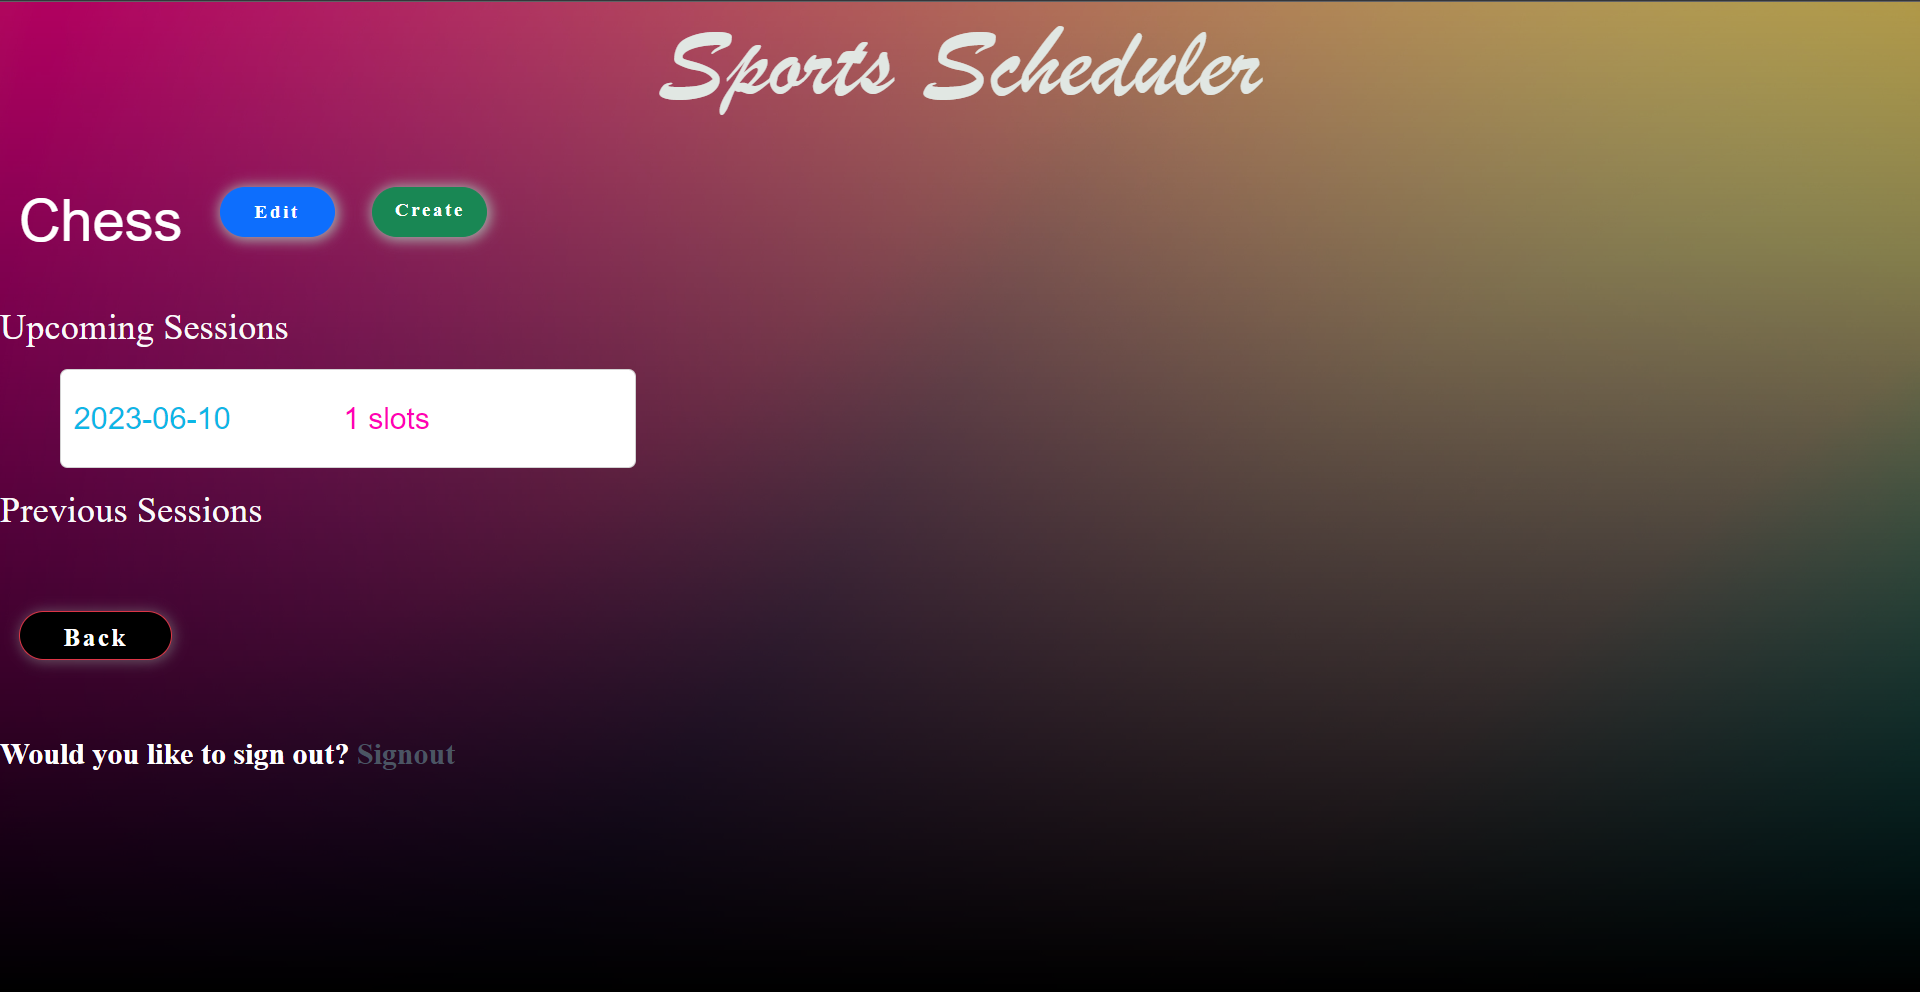 Sports Scheduler
Chess Edit Create
Upcoming Sessions
2023-06-10 1 slots
Previous Sessions
Back
Would you like to sign out? Signout